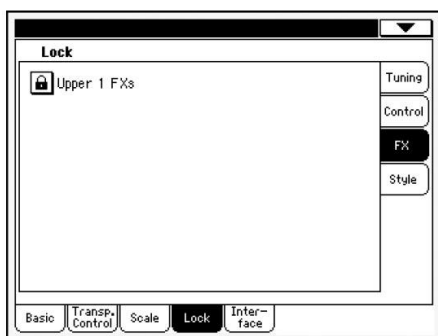 Lock
Upper 1 FXs
Tuning
Control
FX
Style
Basic
Transp.
Control
Scale
Lock
Inter-
face